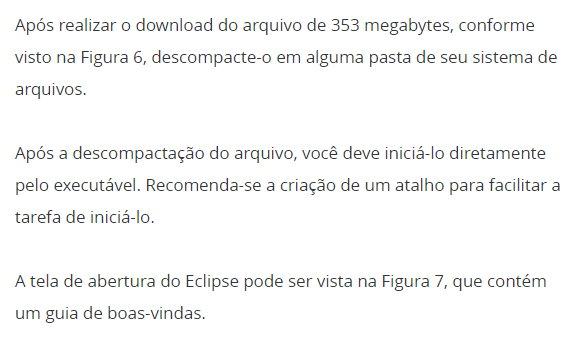 Após realizar o download do arquivo de 353 megabytes, conforme
visto na Figura 6, descompacte-o em alguma pasta de seu sistema de
arquivos.
Após a descompactação do arquivo, você deve iniciá-lo diretamente
pelo executável. Recomenda-se a criação de um atalho para facilitar a
tarefa de iniciá-lo.
A tela de abertura do Eclipse pode ser vista na Figura 7, que contém
um guia de boas-vindas.